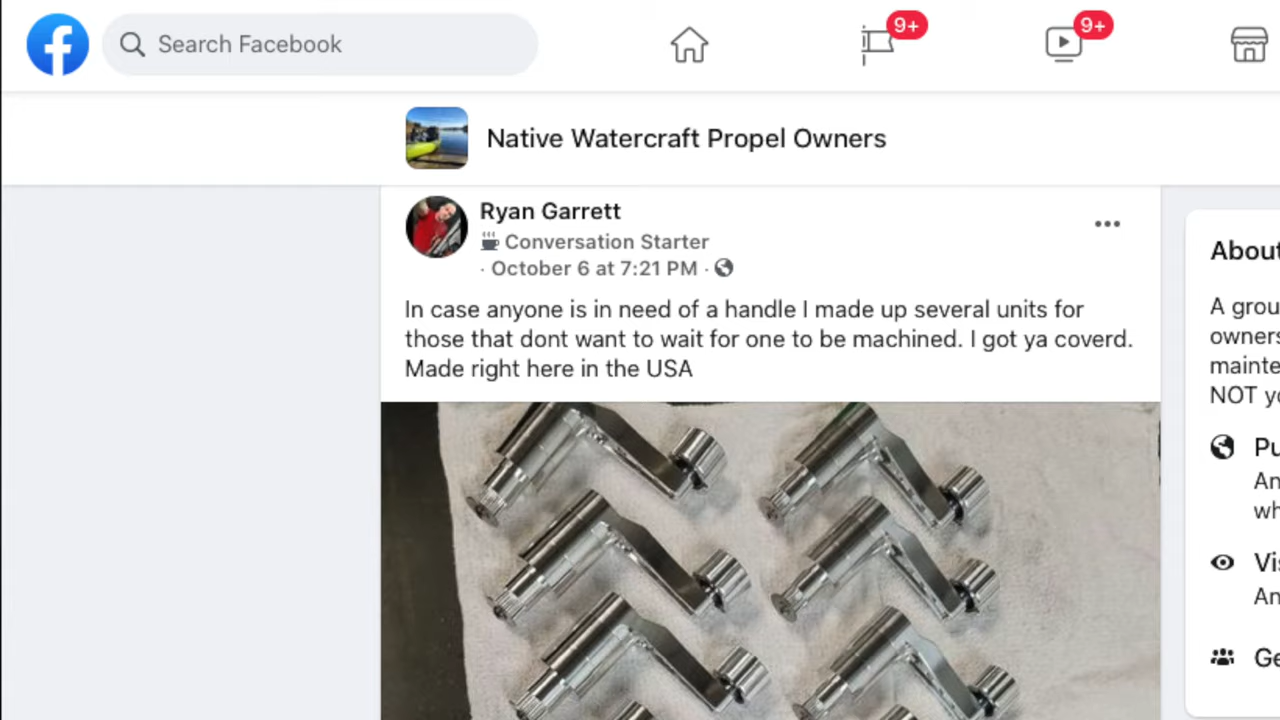 Search Facebook
9+
9+
Native Watercraft Propel Owners
Ryan Garrett
Conversation Starter
· October 6 at 7:21 PM ·
In case anyone is in need of a handle I made up several units for
those that dont want to wait for one to be machined. I got ya coverd.
Made right here in the USA
About
A grou
owners
mainte
NOT yo
Pu
An
wh
Vis
An
Ge